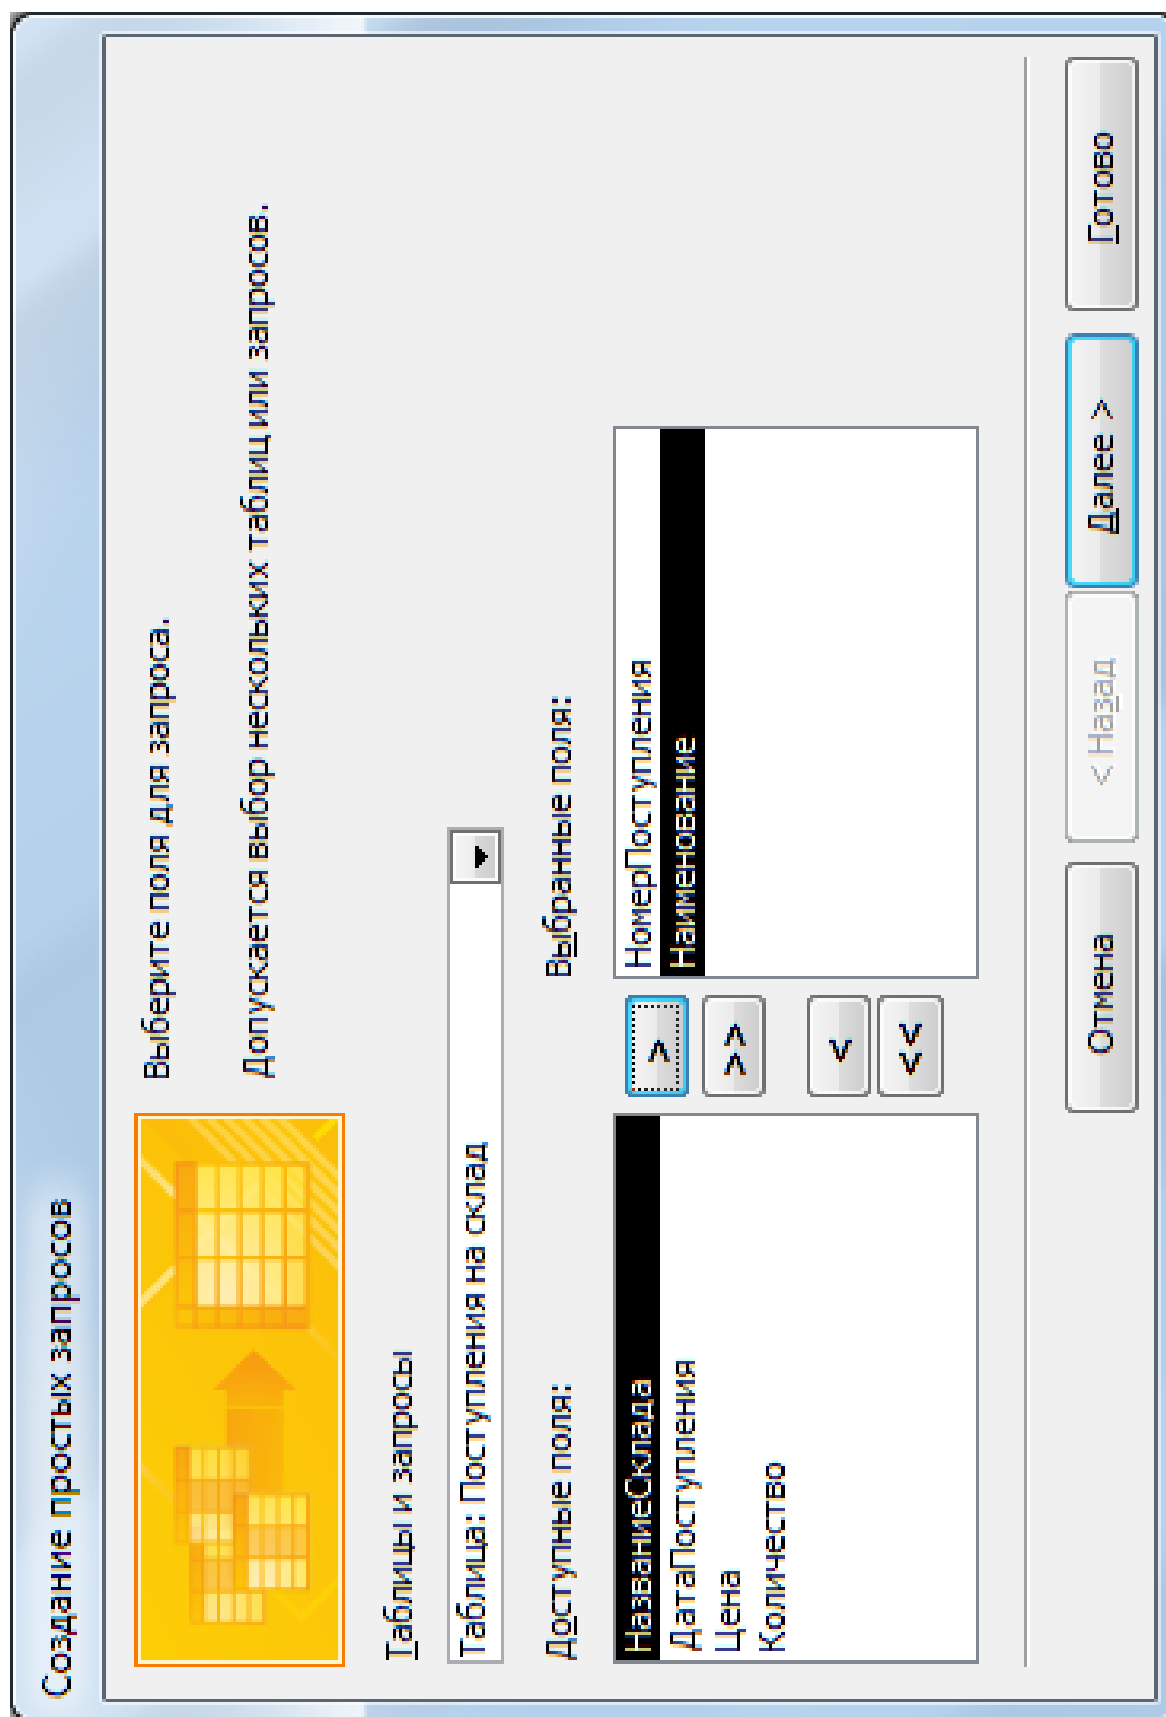 Создание простых запросов
Выберите поля для запроса.
Допускается выбор нескольких таблиц или запросов.
Таблицы и запросы
Таблица:: Поступления на склад
Доступные поля::
Выбранные поля::
НазваниеСклада
ДатаПоступления
Цена
Количество
>
>>
<
<<
НомерПоступления
Наименование
Отмена
< Назад
Далее >
Готово